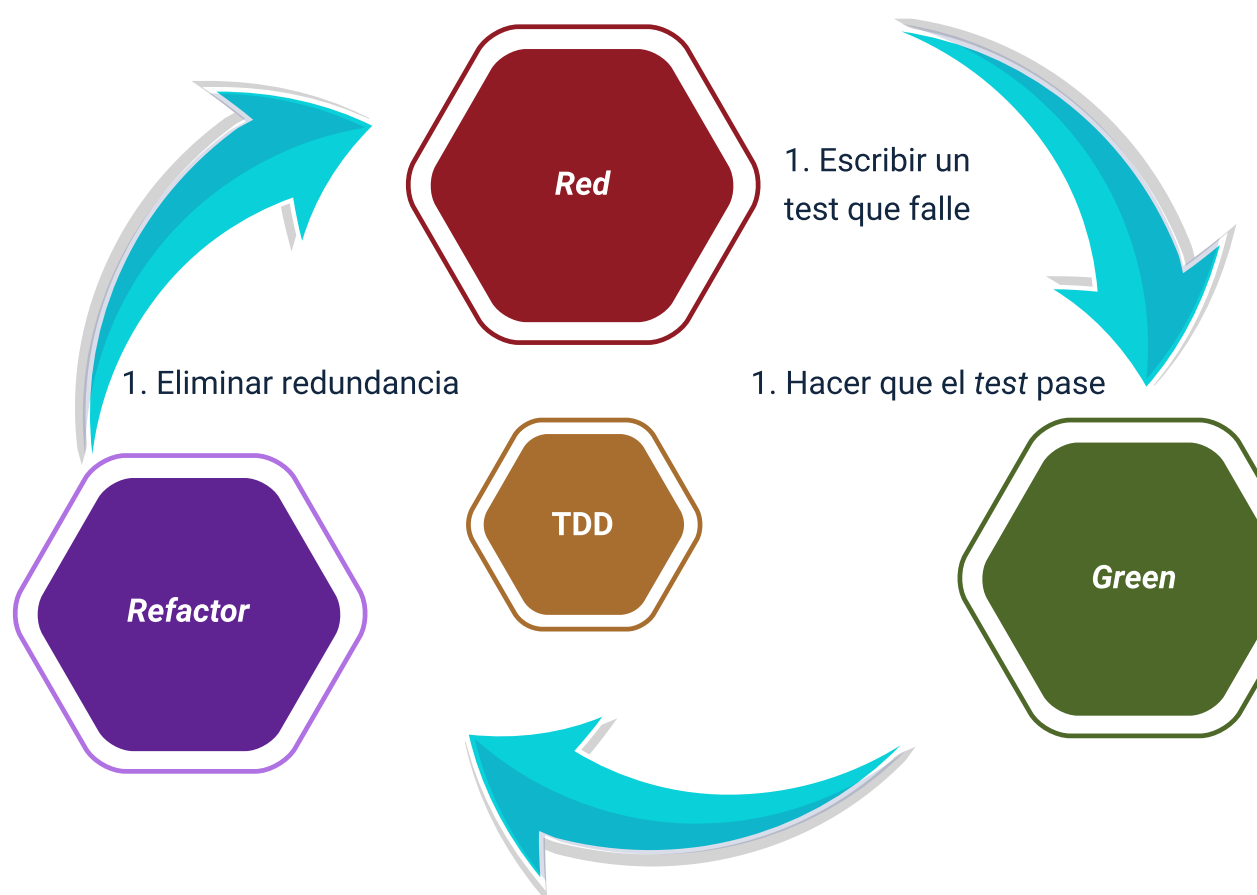 Red
1. Escribir un
test que falle
1. Eliminar redundancia
1. Hacer que el test pase
TDD
Green
Refactor